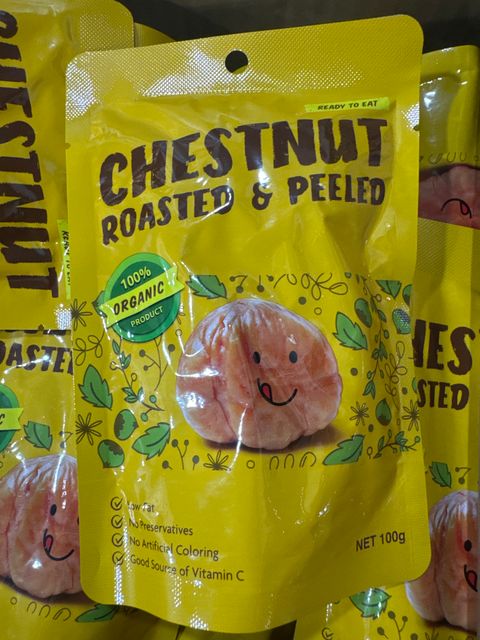 READY TO EAT
CHESTNUT
ROASTED & PEELED
100%
ORGANIC
PRODUCT
Low Fat
No Preservatives
No Artificial Coloring
Good Source of Vitamin C
NET 100g
CHESTNUT